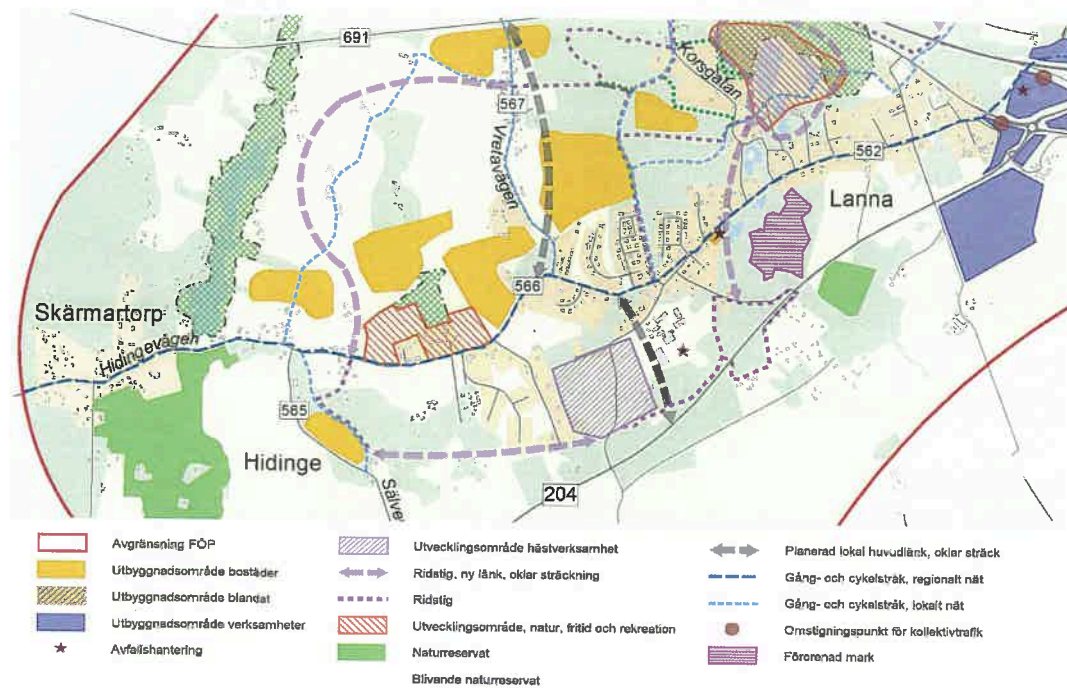 691
Korsgatan
567
Vretavägen
562
Lanna
566
Skärmartorp
Hidingevägen
565
Hidinge
204
Avgränsning FÖP
Utbyggnadsområde bostäder
Utbyggnadsområde blandat
Utbyggnadsområde verksamheter
Avfallshantering
Utvecklingsområde hästverksamhet
Ridstig, ny länk, oklar sträckning
Ridstig
Utvecklingsområde, natur, fritid och rekreation
Naturreservat
Blivande naturreservat
Planerad lokal huvudlänk, oklar sträck
Gång- och cykelstråk, regionalt nät
Gång- och cykelstråk, lokalt nät
Omstigningspunkt för kollektivtrafik
Förorenad mark